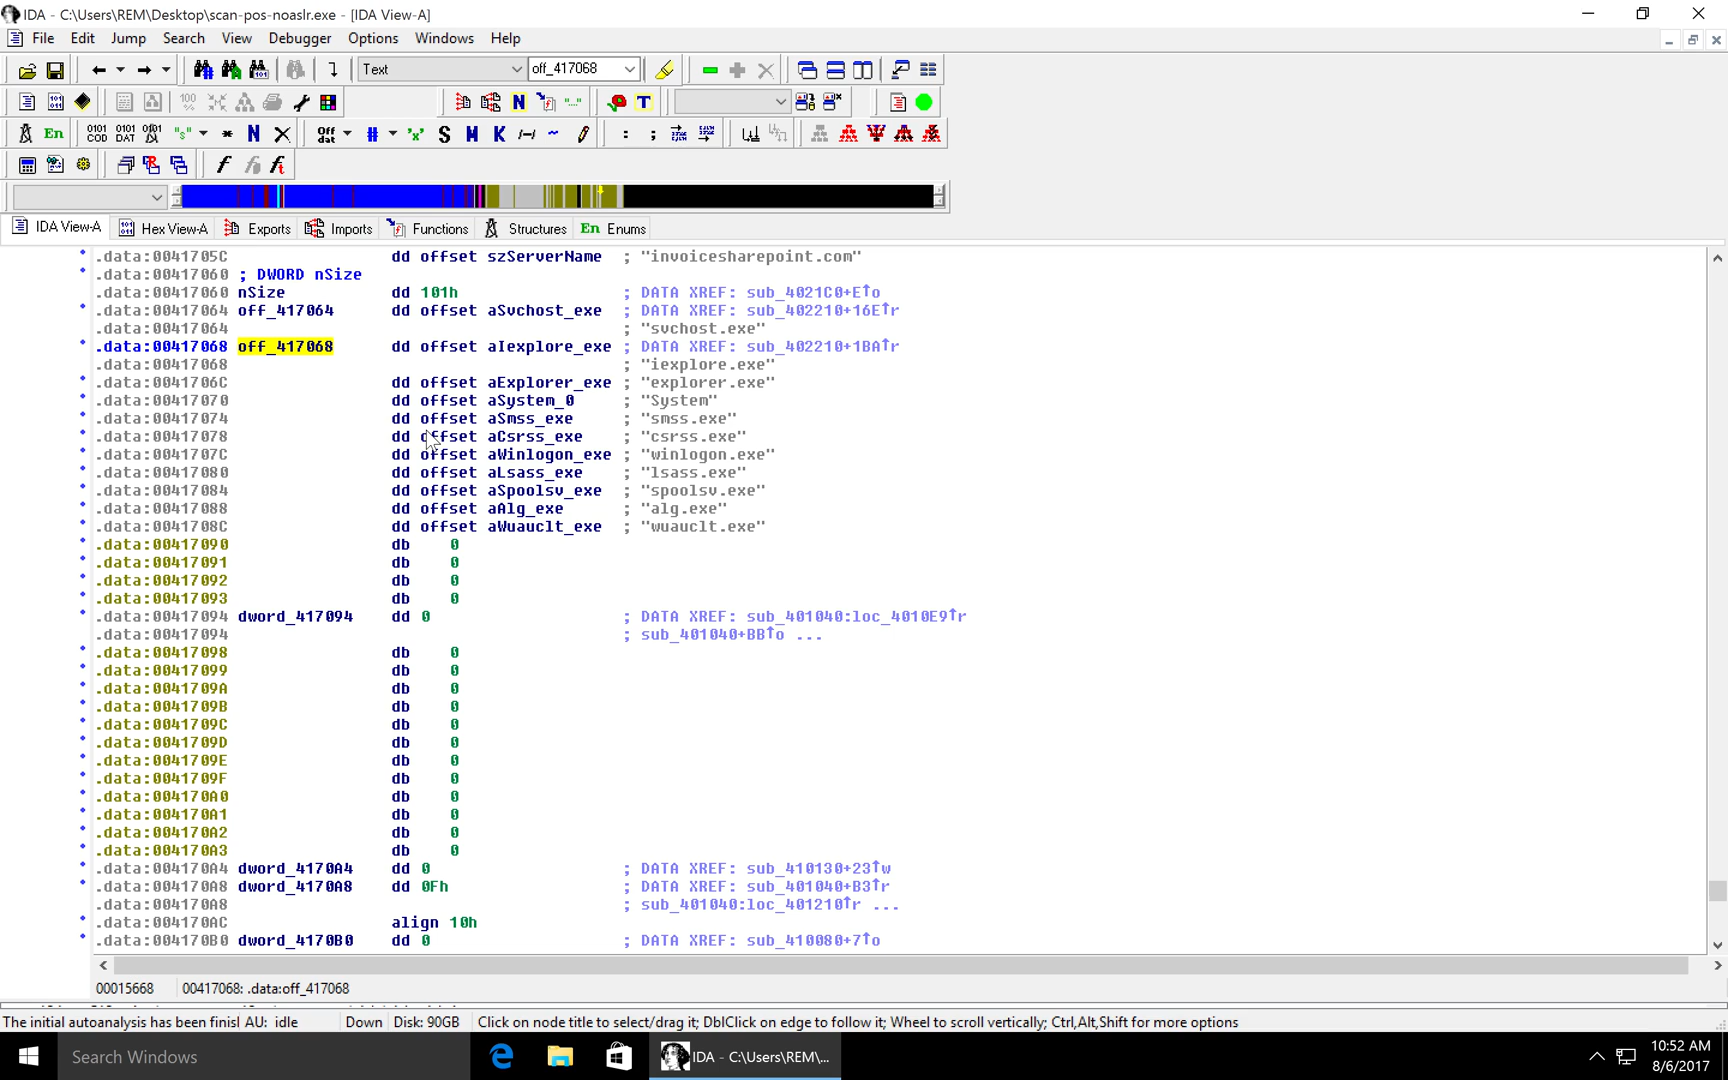 IDA - C:\Users\REM\Desktop\scan-pos-noaslr.exe - [IDA View-A]
File Edit Jump Search View Debugger Options Windows Help
Text off_417068
IDA View-A Hex View-A Exports Imports Functions Structures En Enums
.data:0041705C dd offset szServerName ; "invoicesharepoint.com"
.data:00417060 ; DWORD nSize
.data:00417060 nSize dd 101h ; DATA XREF: sub_4021C0+E↑o
.data:00417064 off_417064 dd offset aSvchost_exe ; DATA XREF: sub_402210+16E↑r
.data:00417064 ; "svchost.exe"
.data:00417068 off_417068 dd offset aIexplore_exe ; DATA XREF: sub_402210+1BA↑r
.data:00417068 ; "iexplore.exe"
.data:0041706C dd offset aExplorer_exe ; "explorer.exe"
.data:00417070 dd offset aSystem_0 ; "System"
.data:00417074 dd offset aSmss_exe ; "smss.exe"
.data:00417078 dd offset aCsrss_exe ; "csrss.exe"
.data:0041707C dd offset aWinlogon_exe ; "winlogon.exe"
.data:00417080 dd offset aLsass_exe ; "lsass.exe"
.data:00417084 dd offset aSpoolsv_exe ; "spoolsv.exe"
.data:00417088 dd offset aAlg_exe ; "alg.exe"
.data:0041708C dd offset aWuauclt_exe ; "wuauclt.exe"
.data:00417090 db 0
.data:00417091 db 0
.data:00417092 db 0
.data:00417093 db 0
.data:00417094 dword_417094 dd 0 ; DATA XREF: sub_401040:loc_4010E9↑r
.data:00417094 ; sub_401040+BB↑o ...
.data:00417098 db 0
.data:00417099 db 0
.data:0041709A db 0
.data:0041709B db 0
.data:0041709C db 0
.data:0041709D db 0
.data:0041709E db 0
.data:0041709F db 0
.data:004170A0 db 0
.data:004170A1 db 0
.data:004170A2 db 0
.data:004170A3 db 0
.data:004170A4 dword_4170A4 dd 0 ; DATA XREF: sub_410130+23↑w
.data:004170A8 dword_4170A8 dd 0Fh ; DATA XREF: sub_401040+B3↑r
.data:004170A8 ; sub_401040:loc_401210↑r ...
.data:004170AC align 10h
.data:004170B0 dword_4170B0 dd 0 ; DATA XREF: sub_410080+7↑o
00015668 00417068: .data:off_417068
The initial autoanalysis has been finisl AU: idle Down Disk: 90GB Click on node title to select/drag it; DblClick on edge to follow it; Wheel to scroll vertically; Ctrl,Alt,Shift for more options
Search Windows IDA - C:\Users\REM\... 10:52 AM
8/6/2017